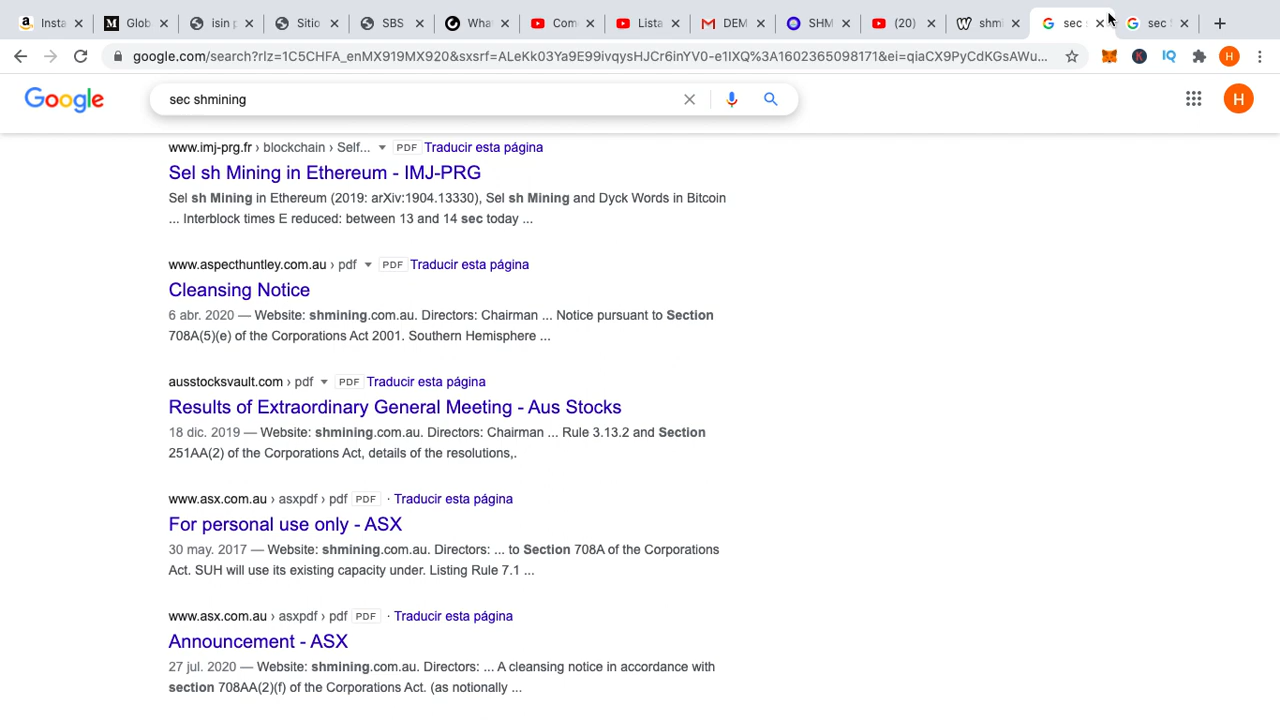 Insta
Glob
isin p
Sitio
SBS
Wha
Com
Lista
DEM
SHM
(20)
shmi
sec
sec
google.com/search?rlz=1C5CHFA_enMX919MX920&sxsrf=ALeKk03Ya9E99ivqysHJCr6inYV0-e1IXQ%3A1602365098171&ei=qiaCX9PyCdKGsAWu...
Google
sec shmining
H
H
www.imj-prg.fr › blockchain › Self... PDF Traducir esta página
Sel sh Mining in Ethereum - IMJ-PRG
Sel sh Mining in Ethereum (2019: arXiv:1904.13330), Sel sh Mining and Dyck Words in Bitcoin
... Interblock times E reduced: between 13 and 14 sec today ...
www.aspecthuntley.com.au › pdf PDF Traducir esta página
Cleansing Notice
6 abr. 2020 — Website: shmining.com.au. Directors: Chairman ... Notice pursuant to Section
708A(5)(e) of the Corporations Act 2001. Southern Hemisphere ...
ausstocksvault.com › pdf PDF Traducir esta página
Results of Extraordinary General Meeting - Aus Stocks
18 dic. 2019 — Website: shmining.com.au. Directors: Chairman ... Rule 3.13.2 and Section
251AA(2) of the Corporations Act, details of the resolutions,.
www.asx.com.au › asxpdf › pdf PDF · Traducir esta página
For personal use only - ASX
30 may. 2017 — Website: shmining.com.au. Directors: ... to Section 708A of the Corporations
Act. SUH will use its existing capacity under. Listing Rule 7.1 ...
www.asx.com.au › asxpdf › pdf PDF · Traducir esta página
Announcement - ASX
27 jul. 2020 — Website: shmining.com.au. Directors: ... A cleansing notice in accordance with
section 708AA(2)(f) of the Corporations Act. (as notionally ...